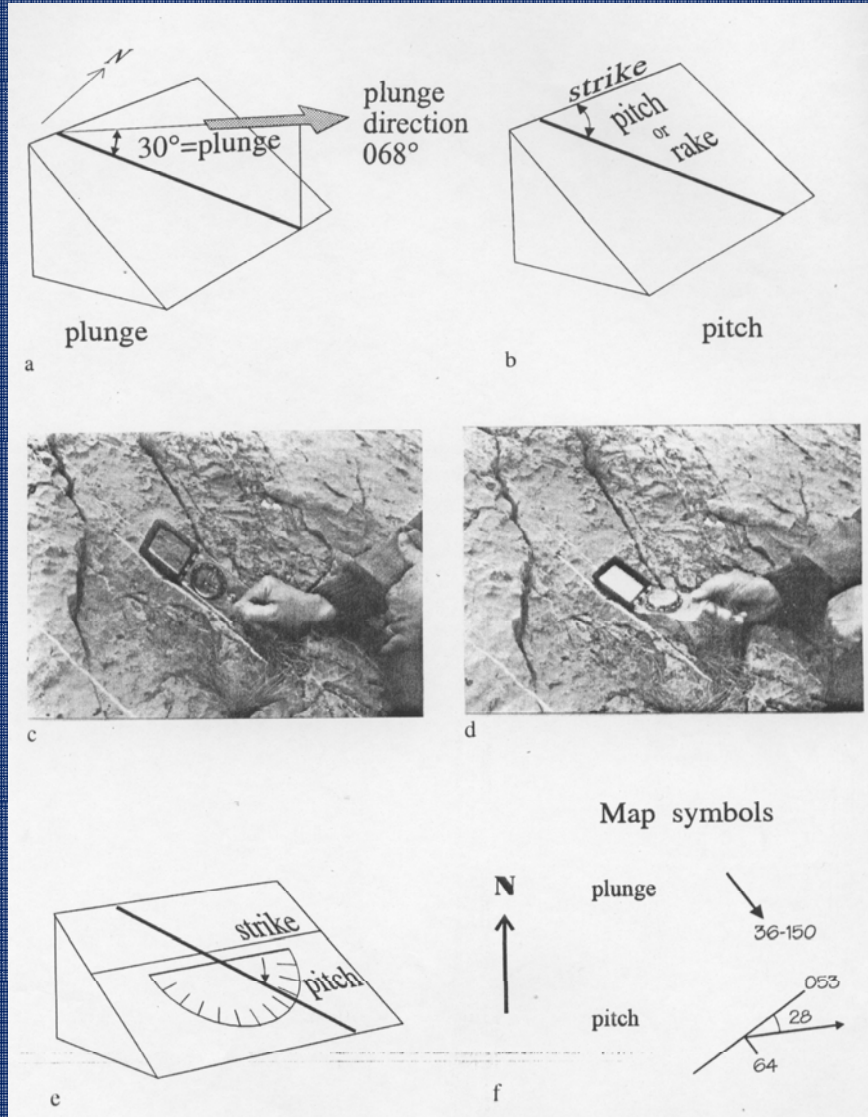 N
30°=plunge
plunge
direction
068°
plunge
a
strike
pitch
or
rake
pitch
b
c
d
strike
pitch
e
Map symbols
N
plunge
36-150
pitch
053
28
64
f